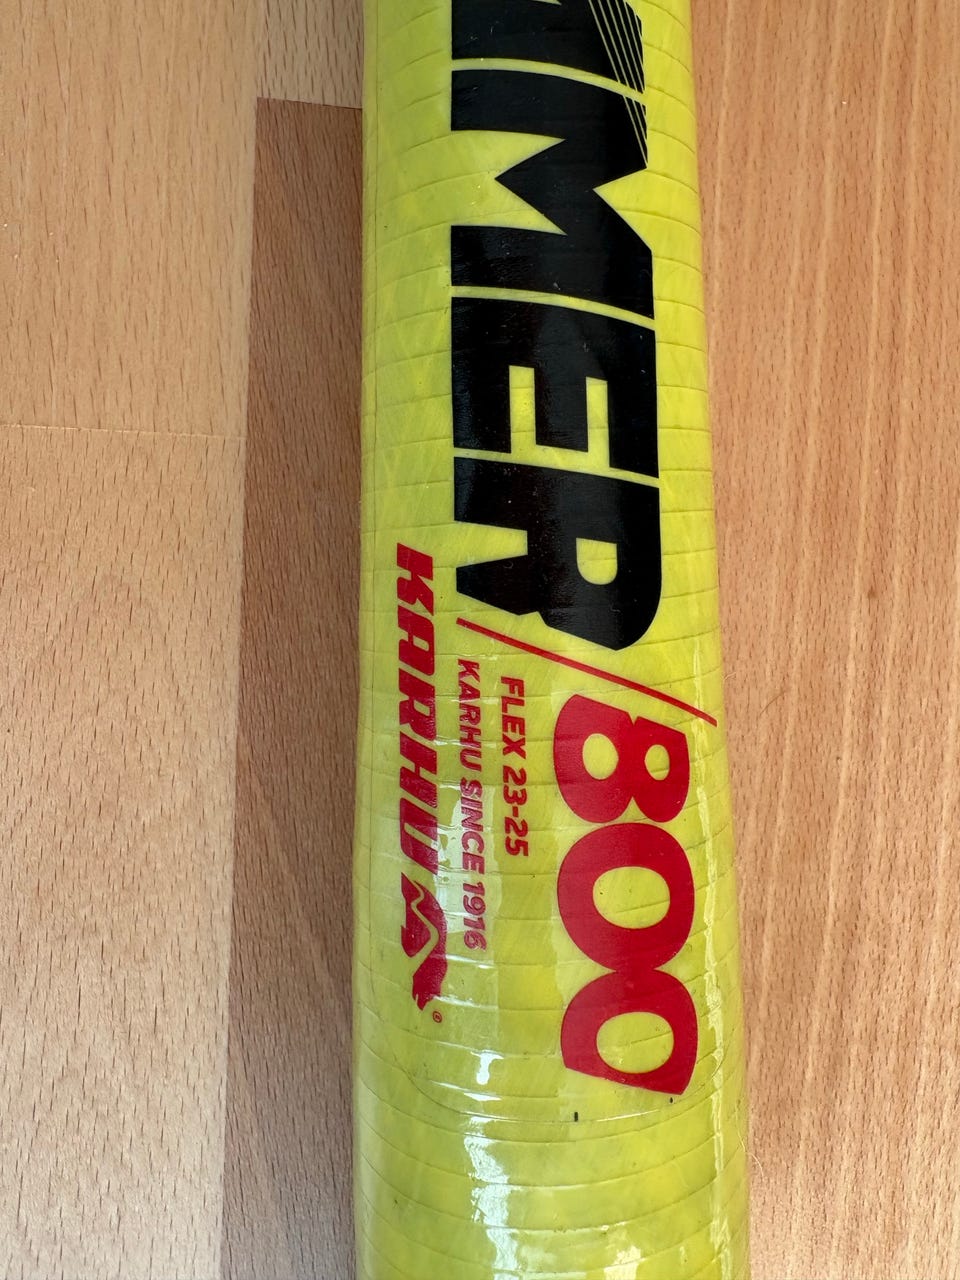 MMER/800
FLEX 23-25
KARHU SINCE 1916
KARHU ®